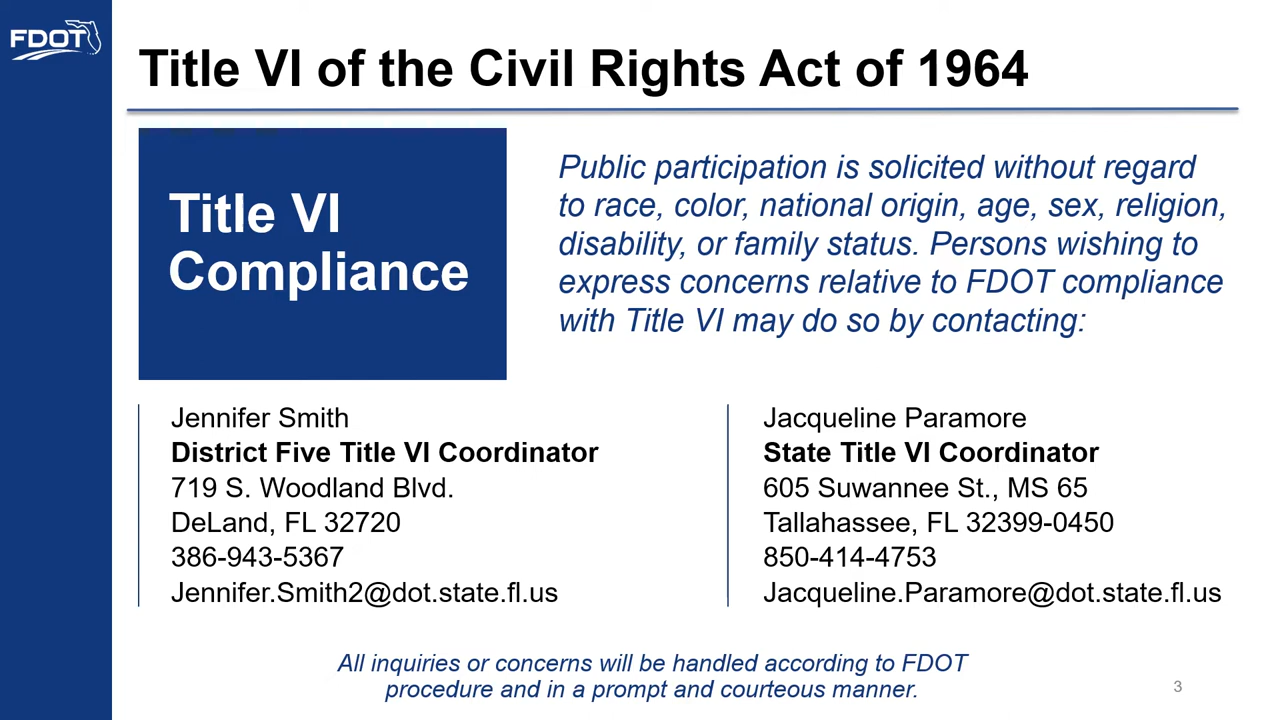 FDOT
Title VI of the Civil Rights Act of 1964
Title VI
Compliance
Public participation is solicited without regard
to race, color, national origin, age, sex, religion,
disability, or family status. Persons wishing to
express concerns relative to FDOT compliance
with Title VI may do so by contacting:
Jennifer Smith
District Five Title VI Coordinator
719 S. Woodland Blvd.
DeLand, FL 32720
386-943-5367
Jennifer.Smith2@dot.state.fl.us
Jacqueline Paramore
State Title VI Coordinator
605 Suwannee St., MS 65
Tallahassee, FL 32399-0450
850-414-4753
Jacqueline.Paramore@dot.state.fl.us
All inquiries or concerns will be handled according to FDOT
procedure and in a prompt and courteous manner.
3